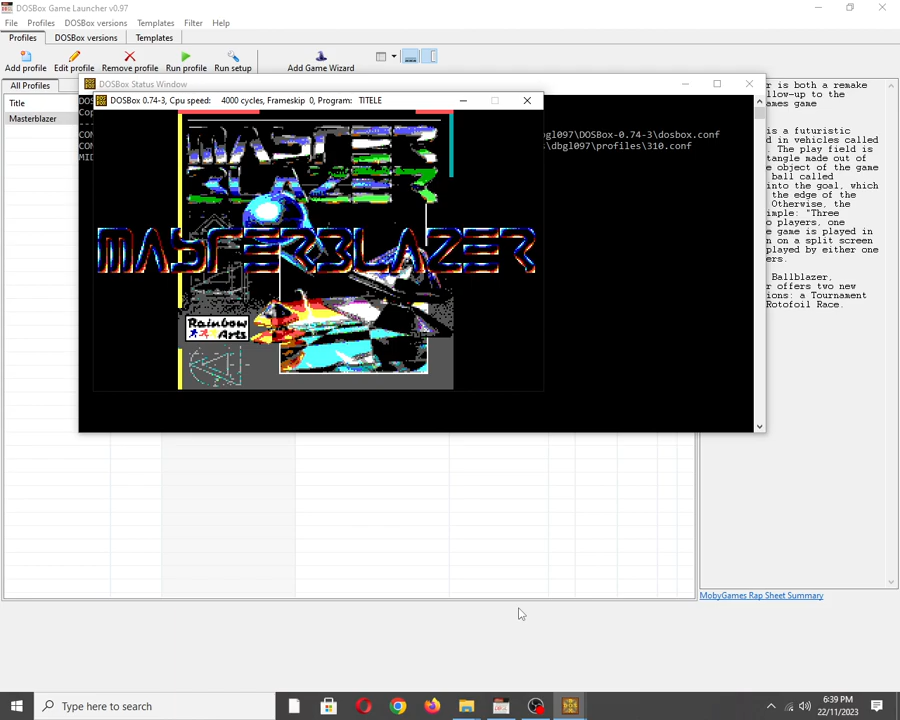 DOSBox Game Launcher v0.97
File Profiles DOSBox versions Templates Filter Help
Profiles DOSBox versions Templates
Add profile Edit profile Remove profile Run profile Run setup Add Game Wizard
All Profiles
Title
Masterblazer
DOSBox Status Window
DOSBox 0.74-3, Cpu speed: 4000 cycles, Frameskip 0, Program: TITELE
MASTER
BLAZER
MASTERBLAZER
Rainbow
Arts
bgl097\DOSBox-0.74-3\dosbox.conf
s\dbgl097\profiles\310.conf
r is both a remake
llow-up to the
ames game
is a futuristic
d in vehicles called
The play field is
tangle made out of
e object of the game
ball called
into the goal, which
the edge of the
Otherwise, the
imple: "Three
o players, one
e game is played in
n on a split screen
played by either one
ers.
Ballblazer,
r offers two new
ions: a Tournament
Rotofoil Race.
MobyGames Rap Sheet Summary
Type here to search
6:39 PM
22/11/2023